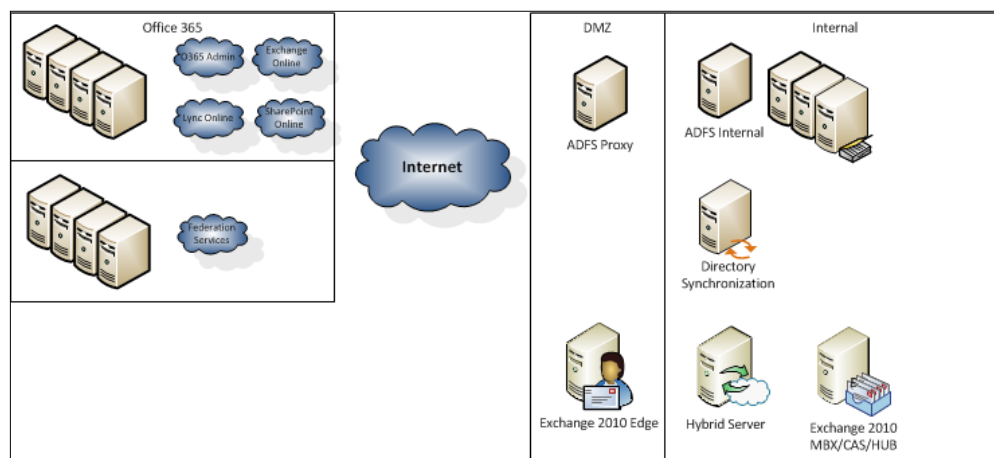 Office 365
O365 Admin
Exchange
Online
Lync Online
SharePoint
Online
Federation
Services
Internet
DMZ
ADFS Proxy
Exchange 2010 Edge
Internal
ADFS Internal
Directory
Synchronization
Hybrid Server
Exchange 2010
MBX/CAS/HUB